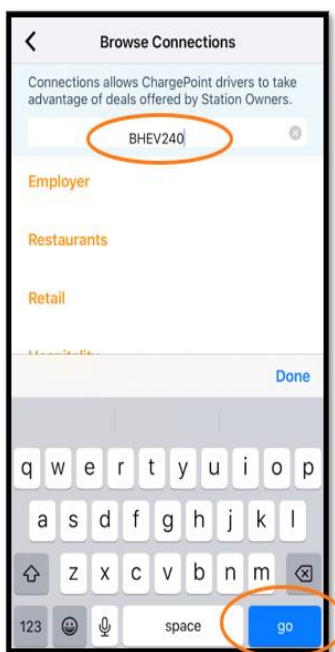 Browse Connections
Connections allows ChargePoint drivers to take
advantage of deals offered by Station Owners.
BHEV240
Employer
Restaurants
Retail
Hospitality
Done
q w e r t y u i o p
a s d f g h j k l
z x c v b n m
123 space go